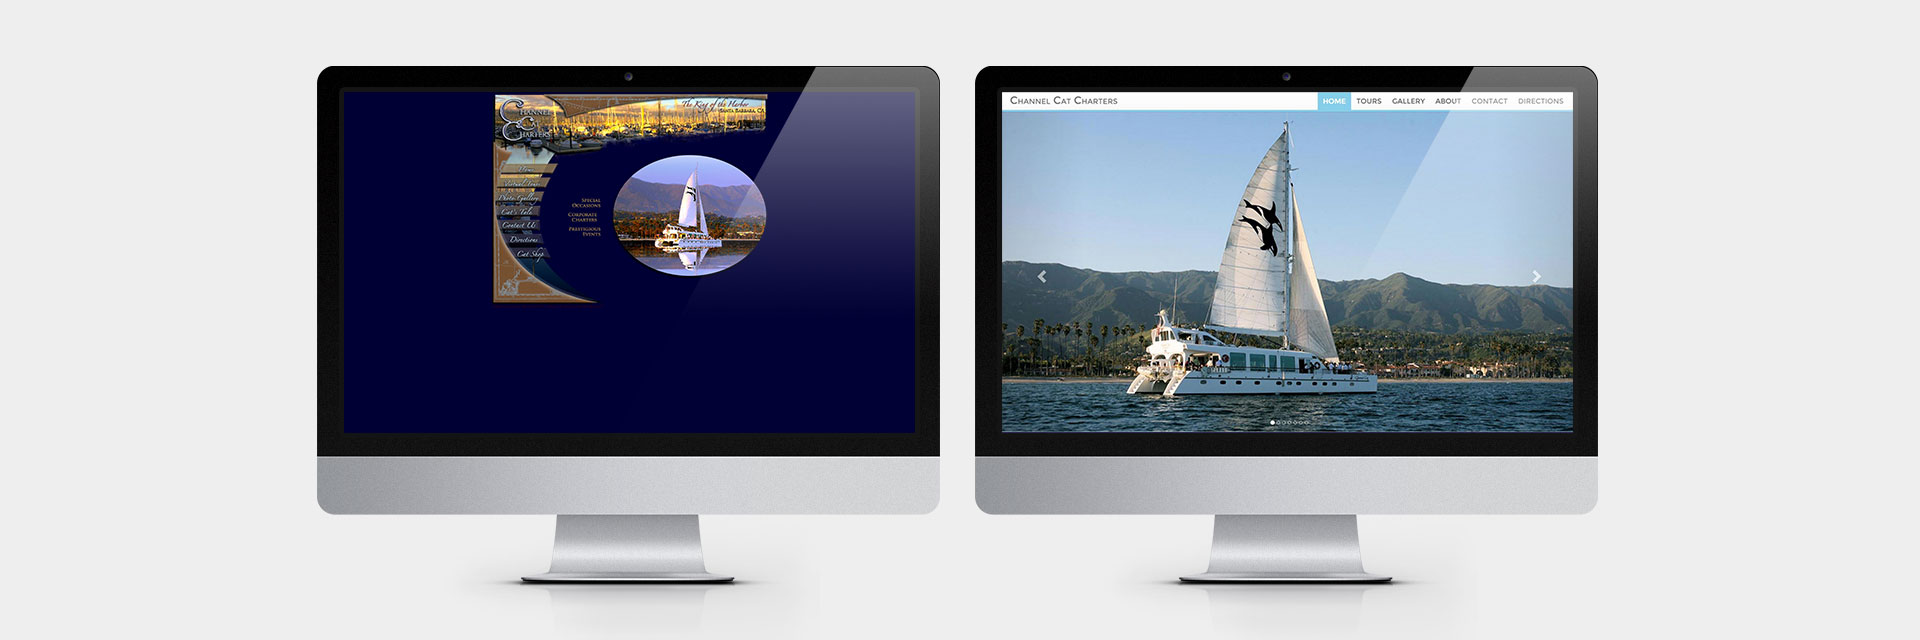 The King of the Harbor
Santa Barbara, CA
Channel
Cat
Charters
Home
Virtual Tour
Photo Gallery
Cat's Tale
Contact Us
Directions
Cat Shop
Special
Occasions
Corporate
Charters
Prestigious
Events
Channel Cat Charters
HOME
TOURS
GALLERY
ABOUT
CONTACT
DIRECTIONS